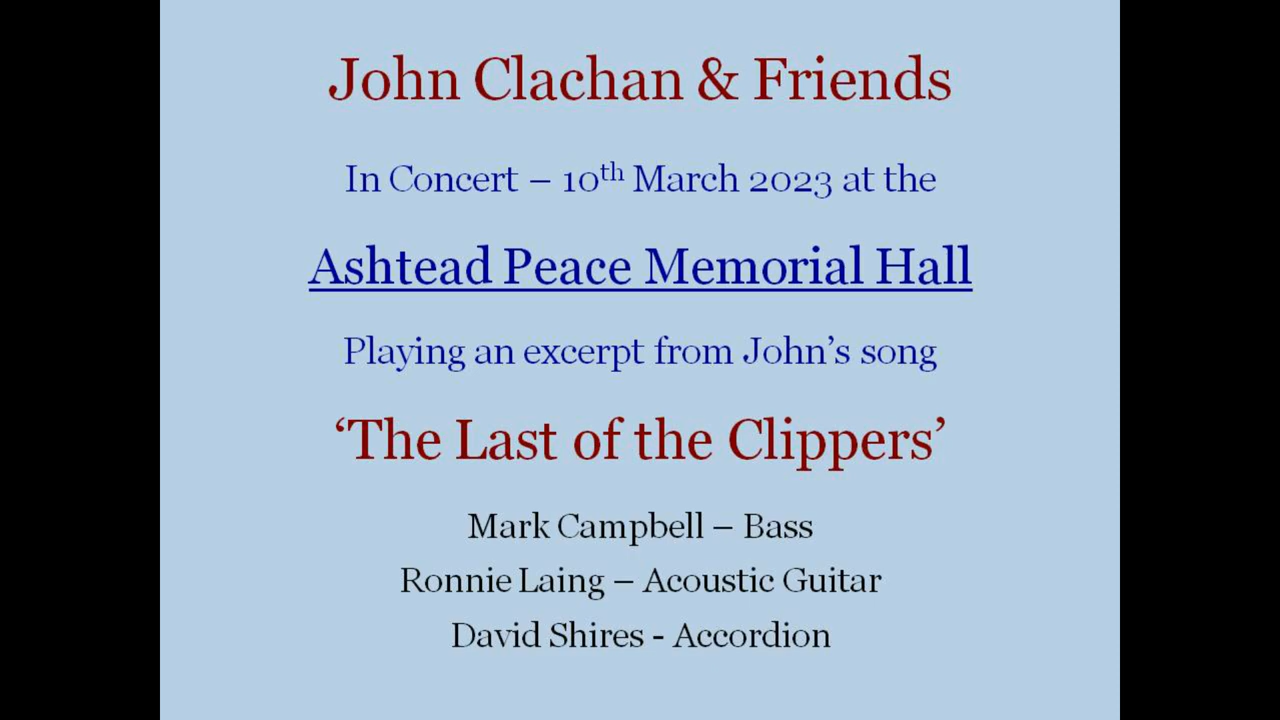 John Clachan & Friends
In Concert – 10th March 2023 at the
Ashtead Peace Memorial Hall
Playing an excerpt from John’s song
‘The Last of the Clippers’
Mark Campbell – Bass
Ronnie Laing – Acoustic Guitar
David Shires - Accordion